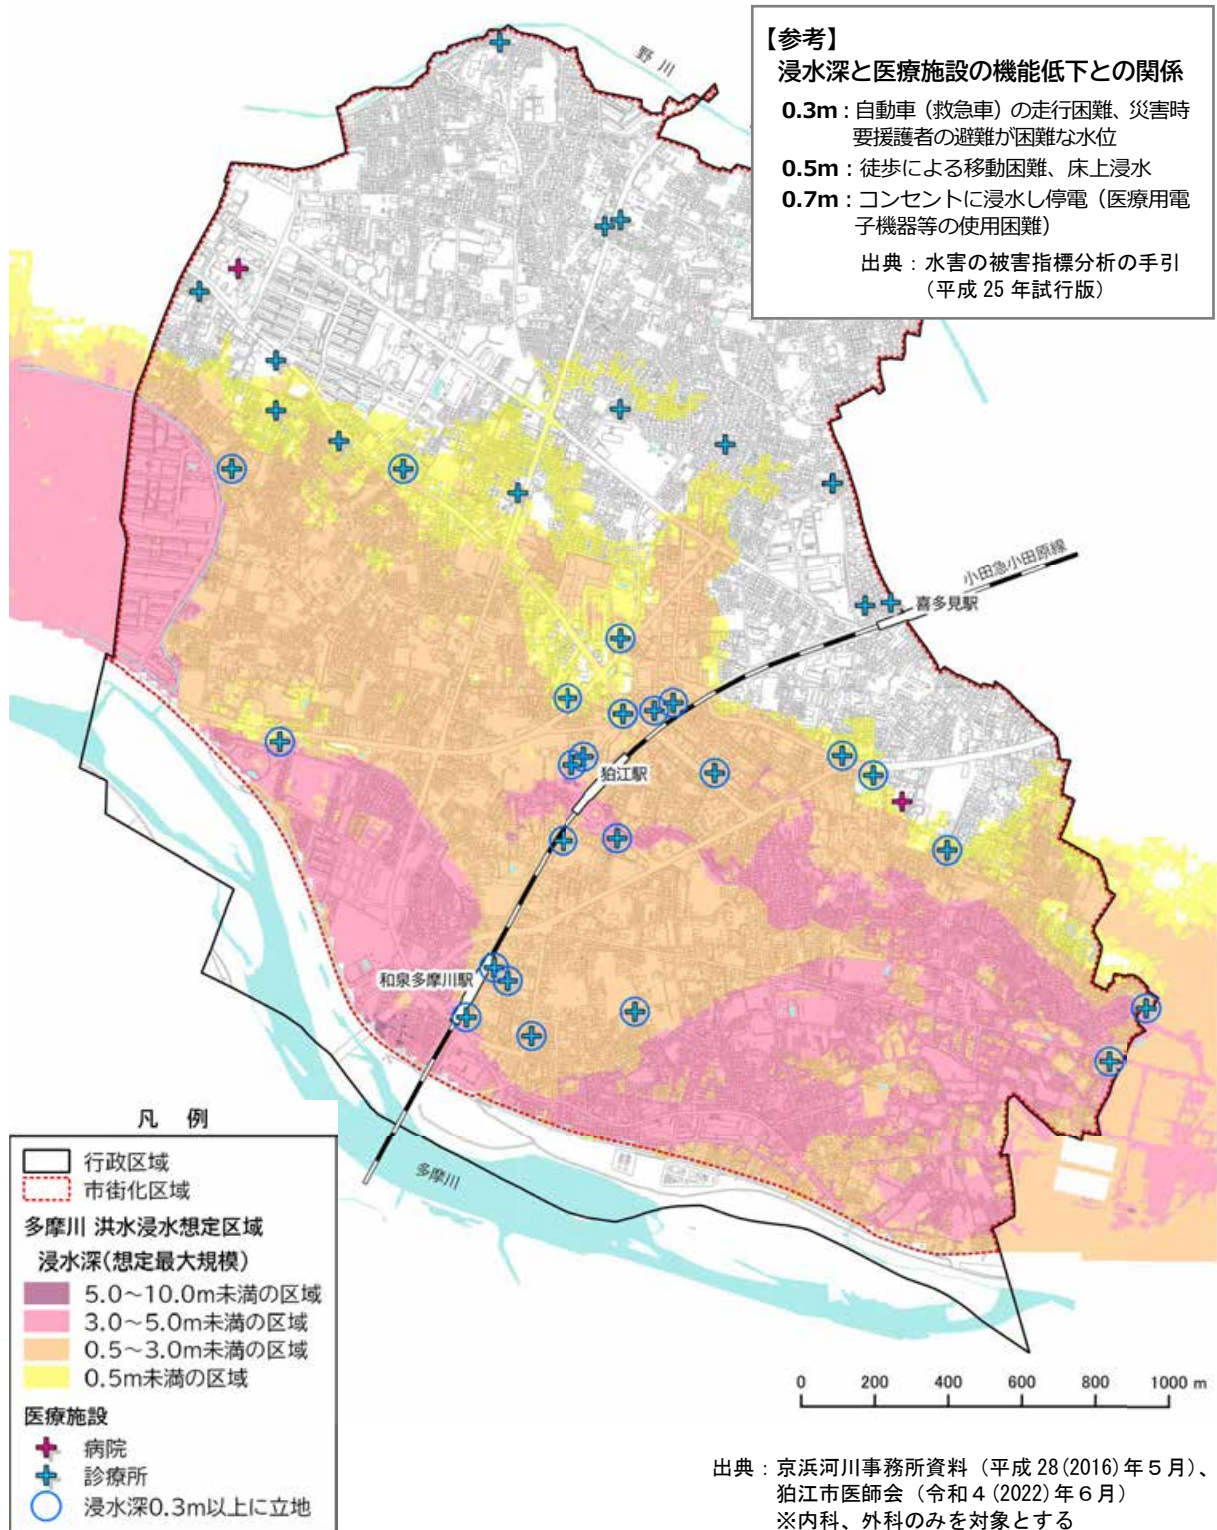 【参考】
浸水深と医療施設の機能低下との関係
0.3m：自動車（救急車）の走行困難、災害時
要援護者の避難が困難な水位
0.5m：徒歩による移動困難、床上浸水
0.7m：コンセントに浸水し停電（医療用電
子機器等の使用困難）
出典：水害の被害指標分析の手引
（平成 25 年試行版）
野川
小田急小田原線
喜多見駅
狛江駅
和泉多摩川駅
多摩川
凡　例
行政区域
市街化区域
多摩川 洪水浸水想定区域
浸水深(想定最大規模)
5.0～10.0m未満の区域
3.0～5.0m未満の区域
0.5～3.0m未満の区域
0.5m未満の区域
医療施設
病院
診療所
浸水深0.3m以上に立地
0 200 400 600 800 1000 m
出典：京浜河川事務所資料（平成 28(2016)年５月）、
狛江市医師会（令和４(2022)年６月）
※内科、外科のみを対象とする